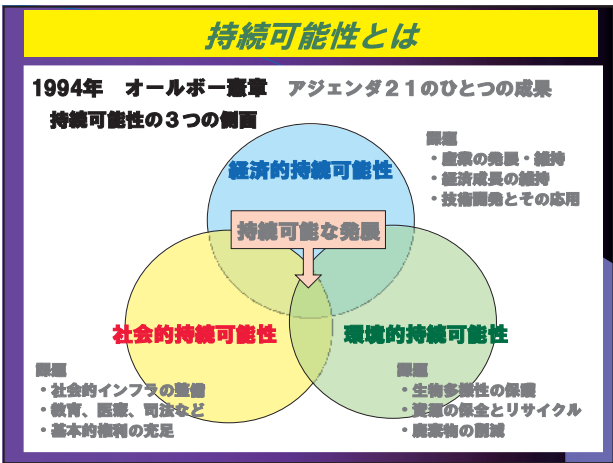 持続可能性とは
1994年　オールボー憲章　アジェンダ２１のひとつの成果
持続可能性の３つの側面
経済的持続可能性
課題
・産業の発展・維持
・経済成長の維持
・技術開発とその応用
持続可能な発展
社会的持続可能性
環境的持続可能性
課題
・社会的インフラの整備
・教育、医療、司法など
・基本的権利の充足
課題
・生物多様性の保護
・資源の保全とリサイクル
・廃棄物の削減